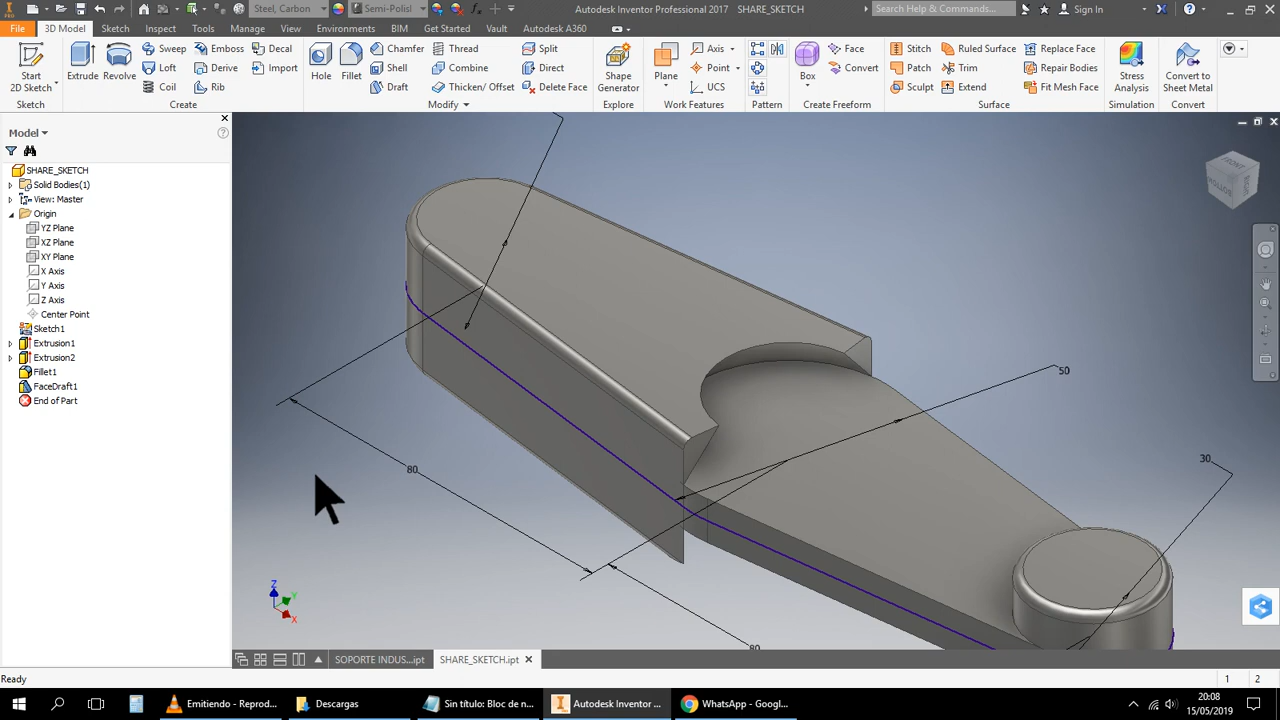 Steel, Carbon
Semi-Polisl
Autodesk Inventor Professional 2017 SHARE_SKETCH
Search Help & Commands...
Sign In
PRO
File
3D Model
Sketch
Inspect
Tools
Manage
View
Environments
BIM
Get Started
Vault
Autodesk A360
Start
2D Sketch
Extrude
Revolve
Sweep
Loft
Coil
Emboss
Derive
Rib
Decal
Import
Hole
Fillet
Chamfer
Shell
Draft
Thread
Combine
Thicken/ Offset
Split
Direct
Delete Face
Shape
Generator
Plane
Axis
Point
UCS
Box
Face
Convert
Stitch
Patch
Sculpt
Ruled Surface
Trim
Extend
Replace Face
Repair Bodies
Fit Mesh Face
Stress
Analysis
Convert to
Sheet Metal
Sketch
Create
Modify
Explore
Work Features
Pattern
Create Freeform
Surface
Simulation
Convert
Model
SHARE_SKETCH
Solid Bodies(1)
View: Master
Origin
YZ Plane
XZ Plane
XY Plane
X Axis
Y Axis
Z Axis
Center Point
Sketch1
Extrusion1
Extrusion2
Fillet1
FaceDraft1
End of Part
FRONT
RIGHT
BOTTOM
50
30
80
80
Z
Y
X
SOPORTE INDUS...ipt
SHARE_SKETCH.ipt
Ready
1
2
Emitiendo - Reprod...
Descargas
Sin título: Bloc de n...
Autodesk Inventor ...
WhatsApp - Googl...
20:08
15/05/2019